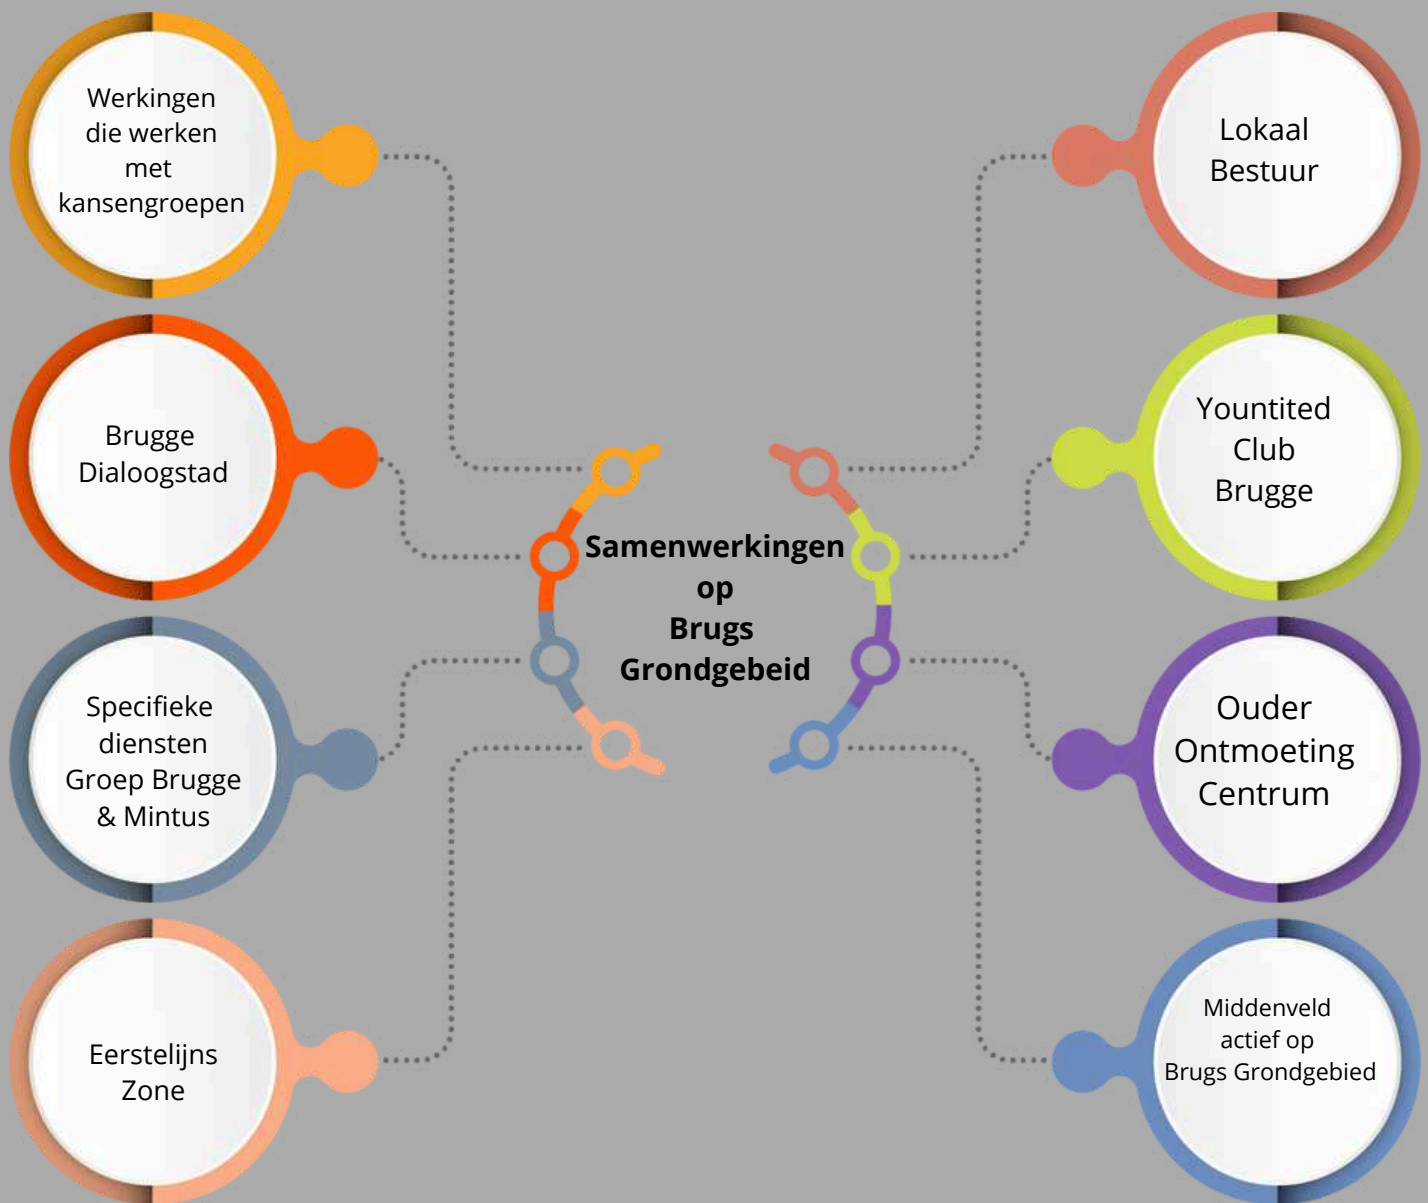 Werkingen
die werken
met
kansengroepen
Brugge
Dialoogstad
Specifieke
diensten
Groep Brugge
& Mintus
Eerstelijns
Zone
Samenwerkingen
op
Brugs
Grondgebeid
Lokaal
Bestuur
Yountited
Club
Brugge
Ouder
Ontmoeting
Centrum
Middenveld
actief op
Brugs Grondgebied